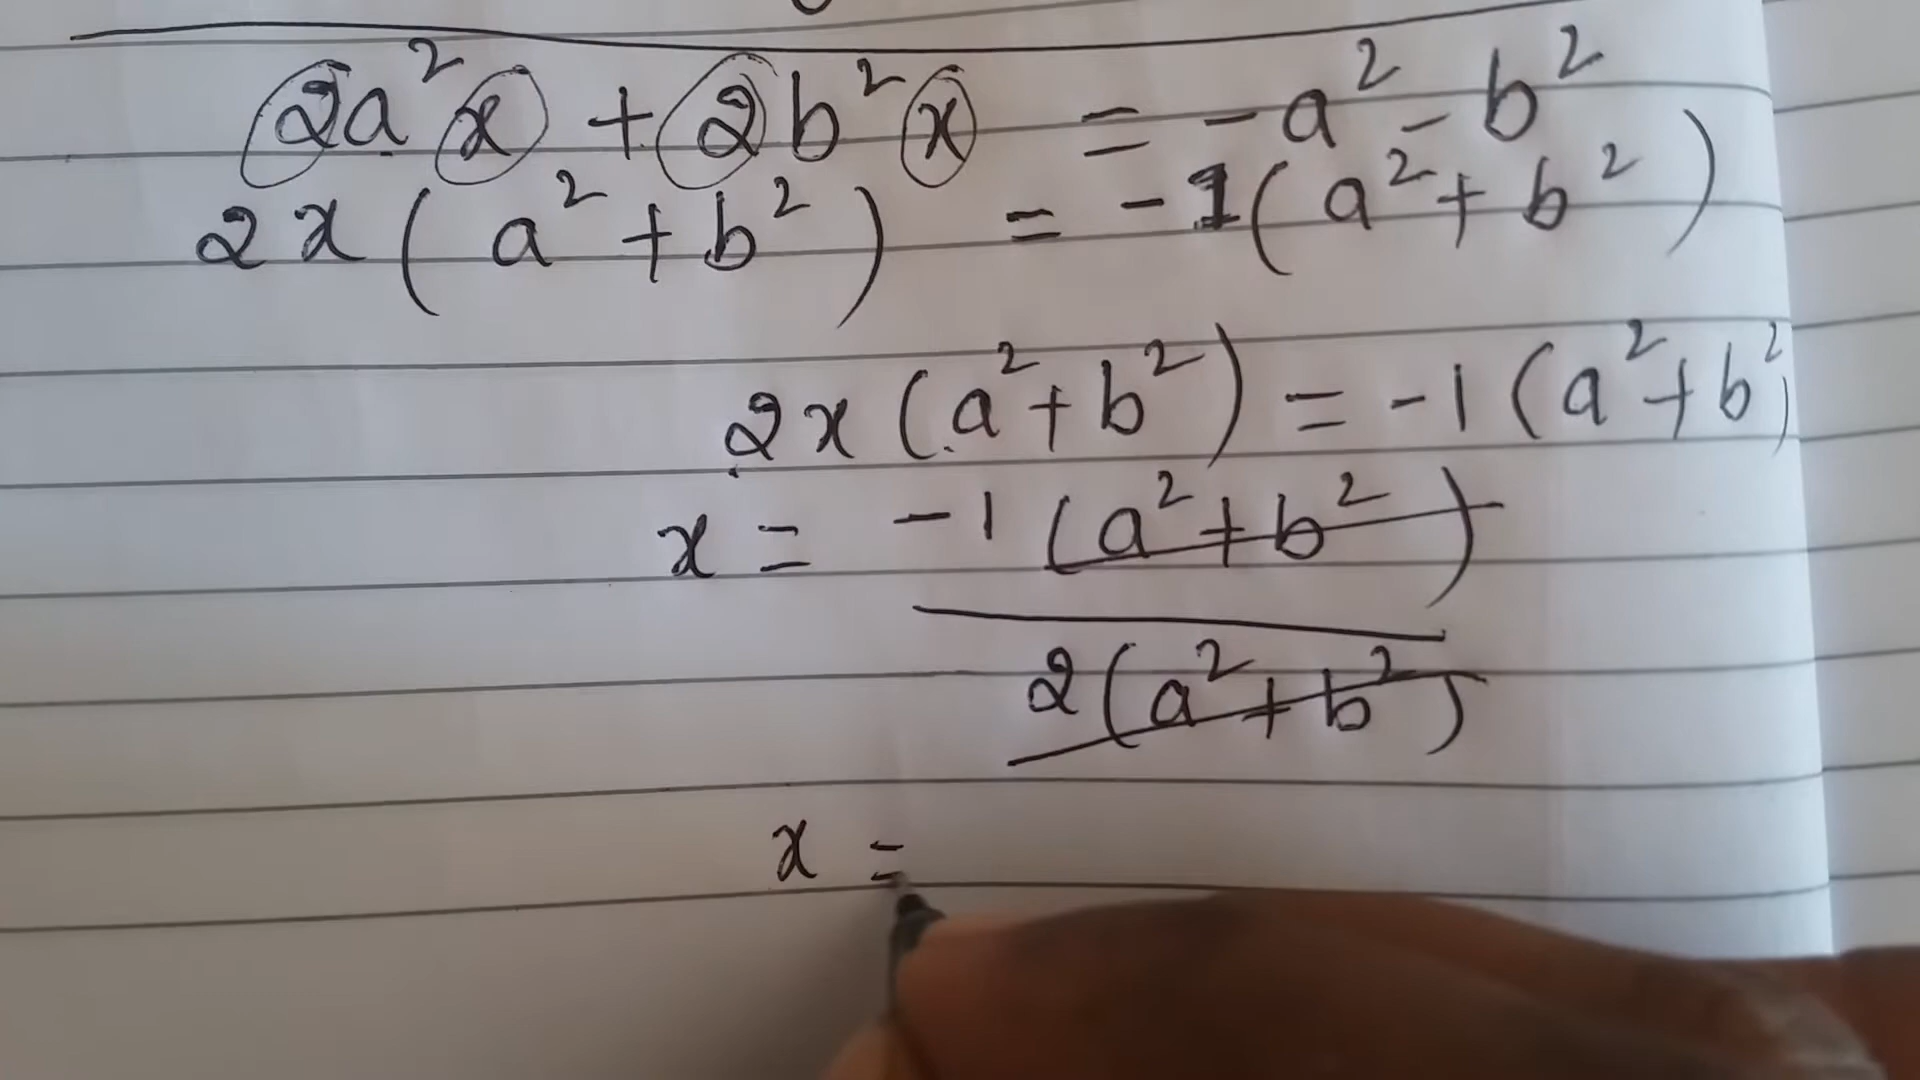 2a²x + 2b²x = -a² - b²
2x(a² + b²) = -1(a² + b²)
2x(a² + b²) = -1(a² + b²)
x = -1(a² + b²)
2(a² + b²)
x =